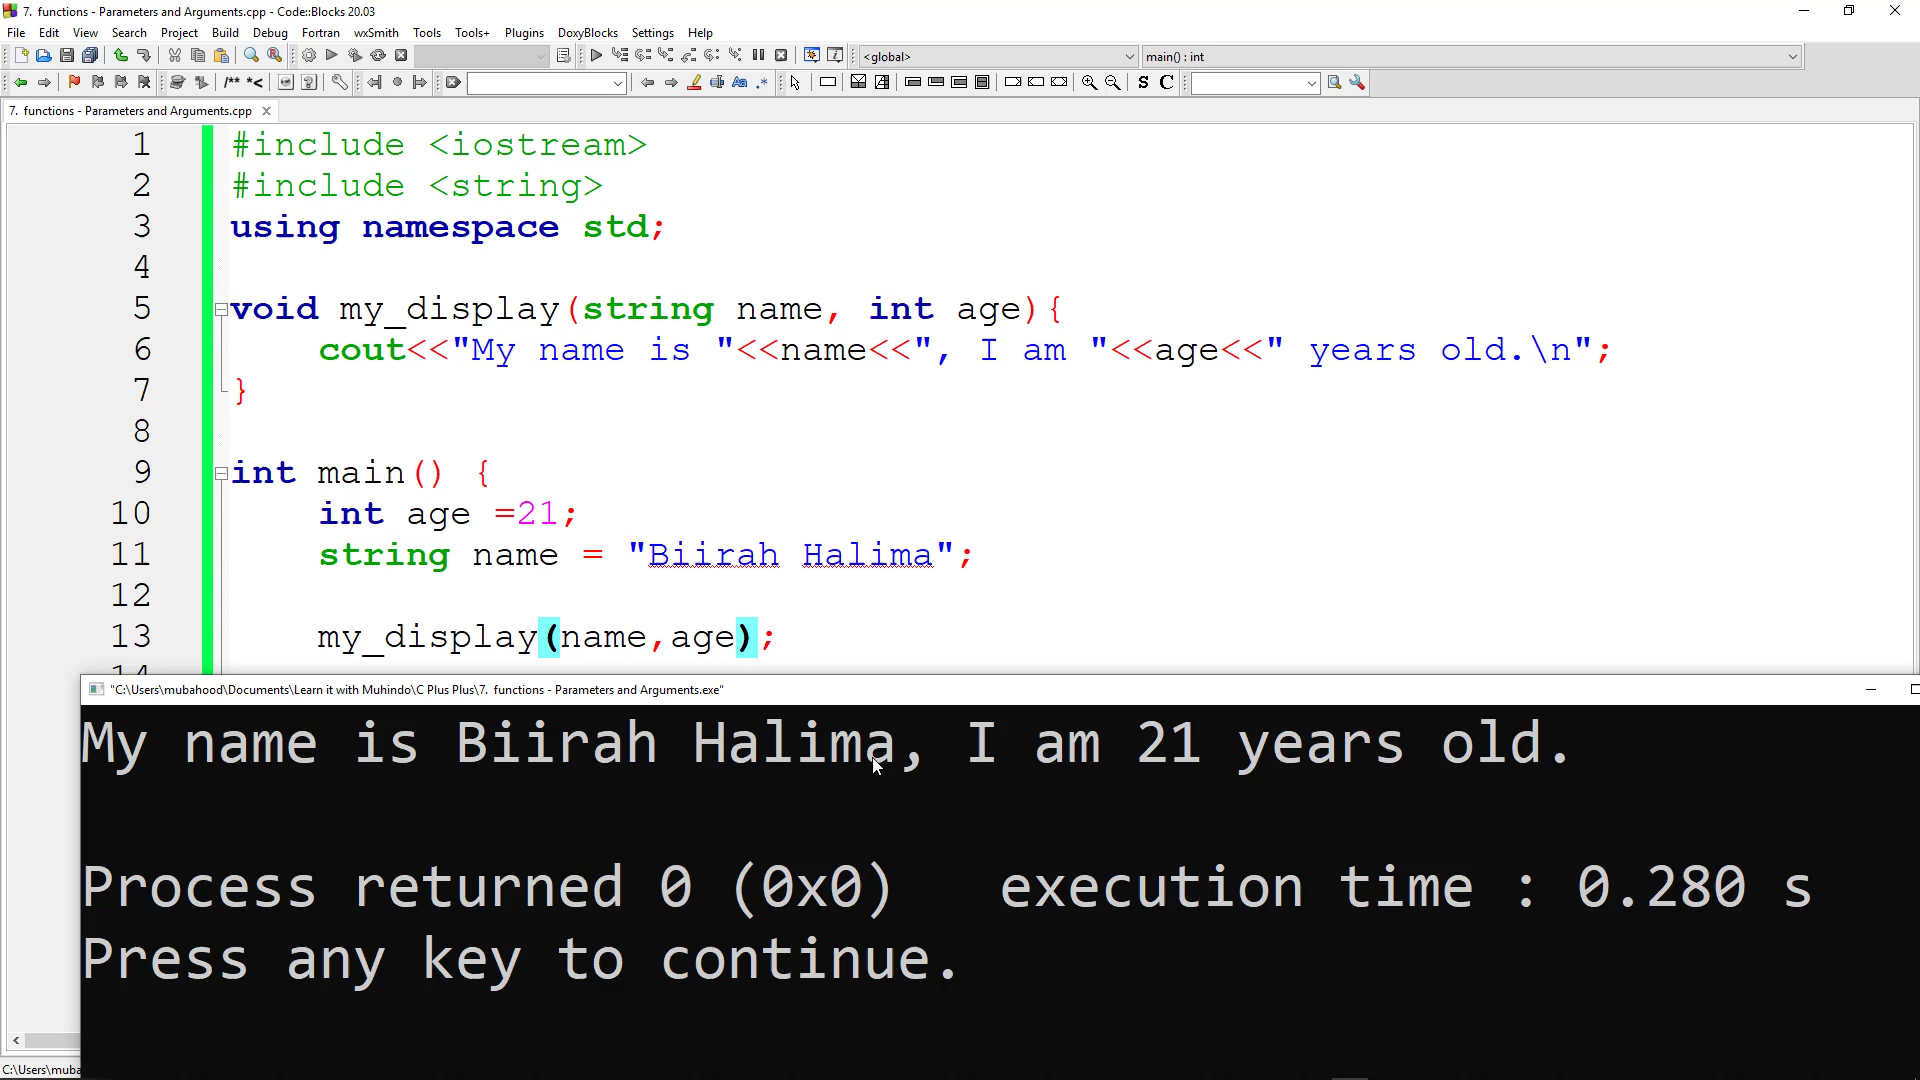 7. functions - Parameters and Arguments.cpp - Code::Blocks 20.03
File Edit View Search Project Build Debug Fortran wxSmith Tools Tools+ Plugins DoxyBlocks Settings Help
<global> main() : int
/** *< Aa .* S C
7. functions - Parameters and Arguments.cpp
1 #include <iostream>
2 #include <string>
3 using namespace std;
4
5 void my_display(string name, int age){
6 cout<<"My name is "<<name<<", I am "<<age<<" years old.\n";
7 }
8
9 int main() {
10 int age =21;
11 string name = "Biirah Halima";
12
13 my_display(name,age);
14
"C:\Users\mubahood\Documents\Learn it with Muhindo\C Plus Plus\7. functions - Parameters and Arguments.exe"
My name is Biirah Halima, I am 21 years old.
Process returned 0 (0x0) execution time : 0.280 s
Press any key to continue.
C:\Users\muba